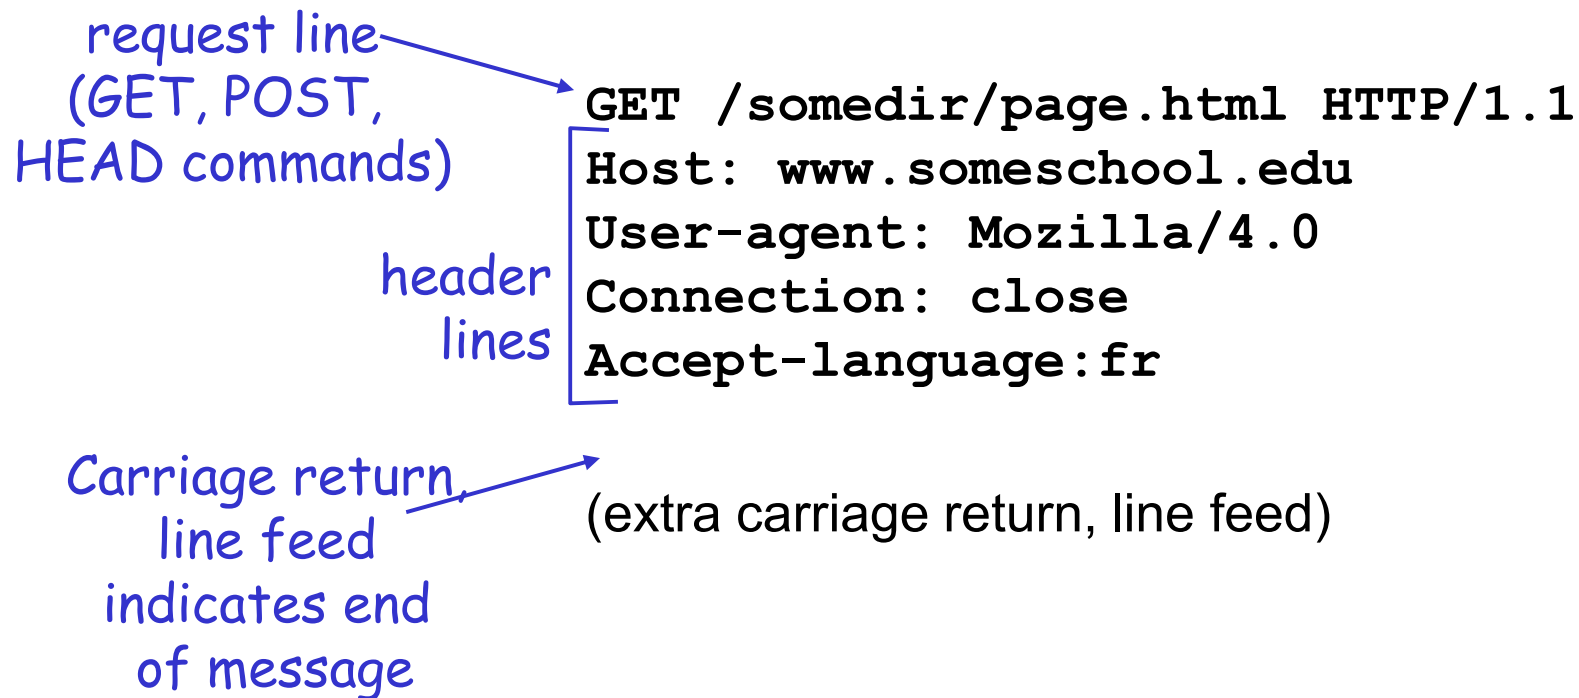 request line
(GET, POST,
HEAD commands)
GET /somedir/page.html HTTP/1.1
Host: www.someschool.edu
User-agent: Mozilla/4.0
Connection: close
Accept-language:fr
header
lines
Carriage return,
line feed
indicates end
of message
(extra carriage return, line feed)